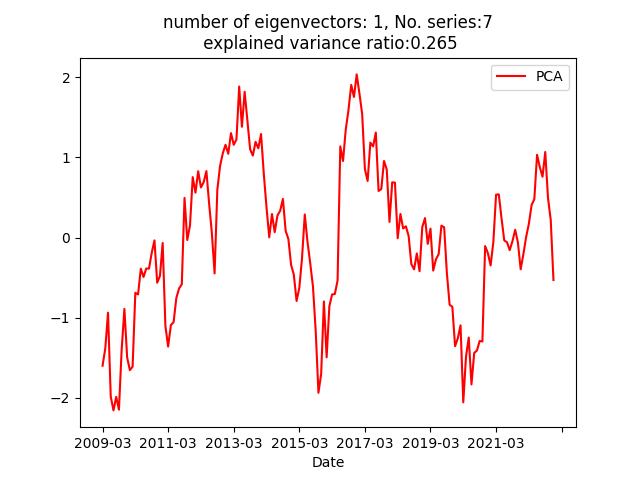 number of eigenvectors: 1, No. series:7
explained variance ratio:0.265
PCA
2
1
0
−1
−2
2009-03 2011-03 2013-03 2015-03 2017-03 2019-03 2021-03
Date